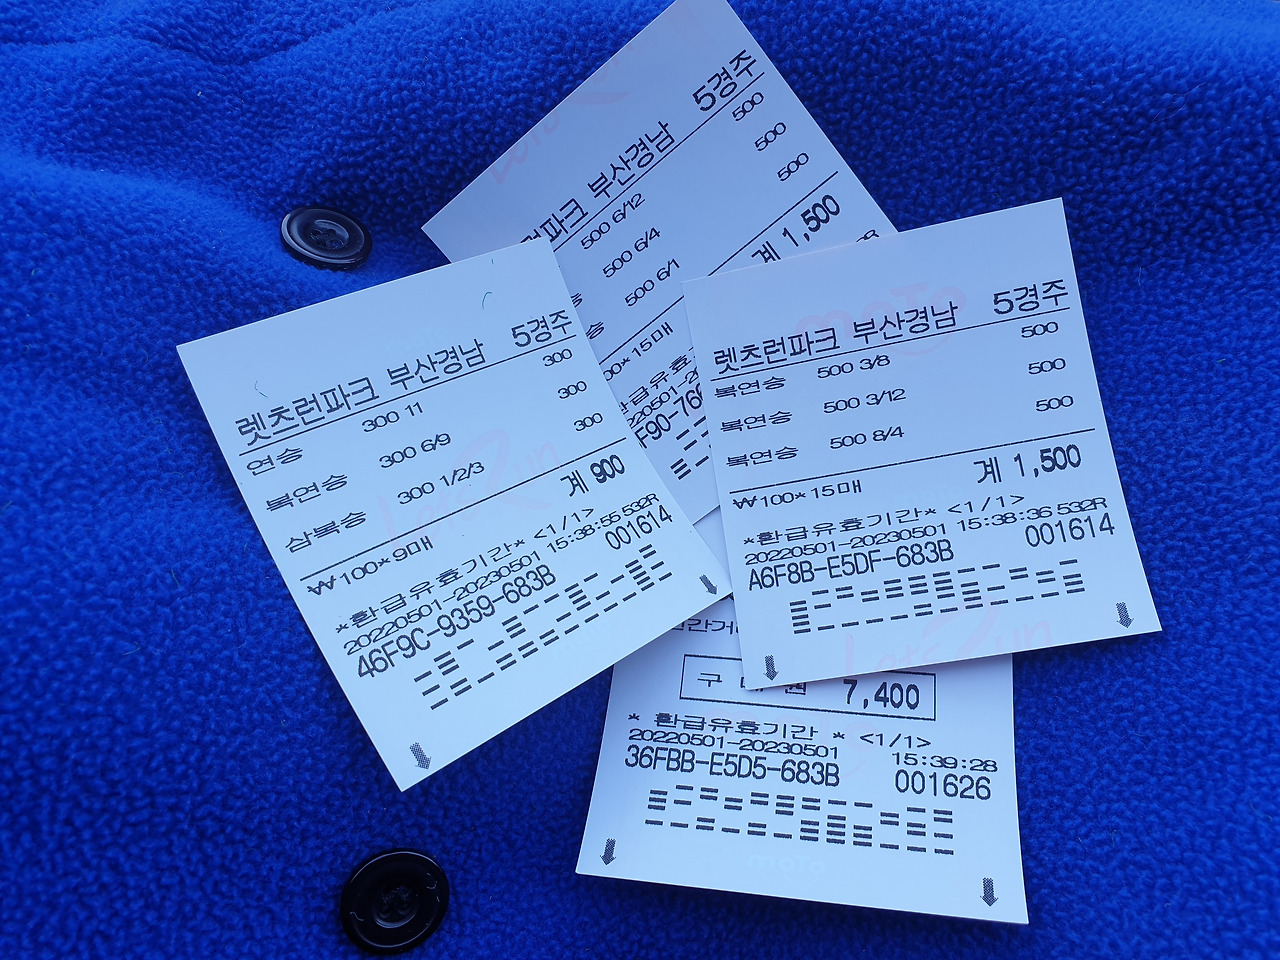 파크 부산경남 5경주
500 6/12 500
500 6/4 500
500 6/1 500
계 1,500
00*15매
F90-76
렛츠런파크 부산경남 5경주
연승 300 11 300
복연승 300 6/9 300
삼복승 300 1/2/3 300
₩100*9매 계 900
*환급유효기간* <1/1>
20220501-20230501 15:38:55 532R
46F9C-9359-683B 001614
렛츠런파크 부산경남 5경주
복연승 500 3/8 500
복연승 500 3/12 500
복연승 500 8/4 500
₩100*15매 계 1,500
*환급유효기간* <1/1>
20220501-20230501 15:38:36 532R
A6F8B-E5DF-683B 001614
구 7,400
* 환급유효기간 * <1/1>
20220501-20230501 15:39:28
36FBB-E5D5-683B 001626